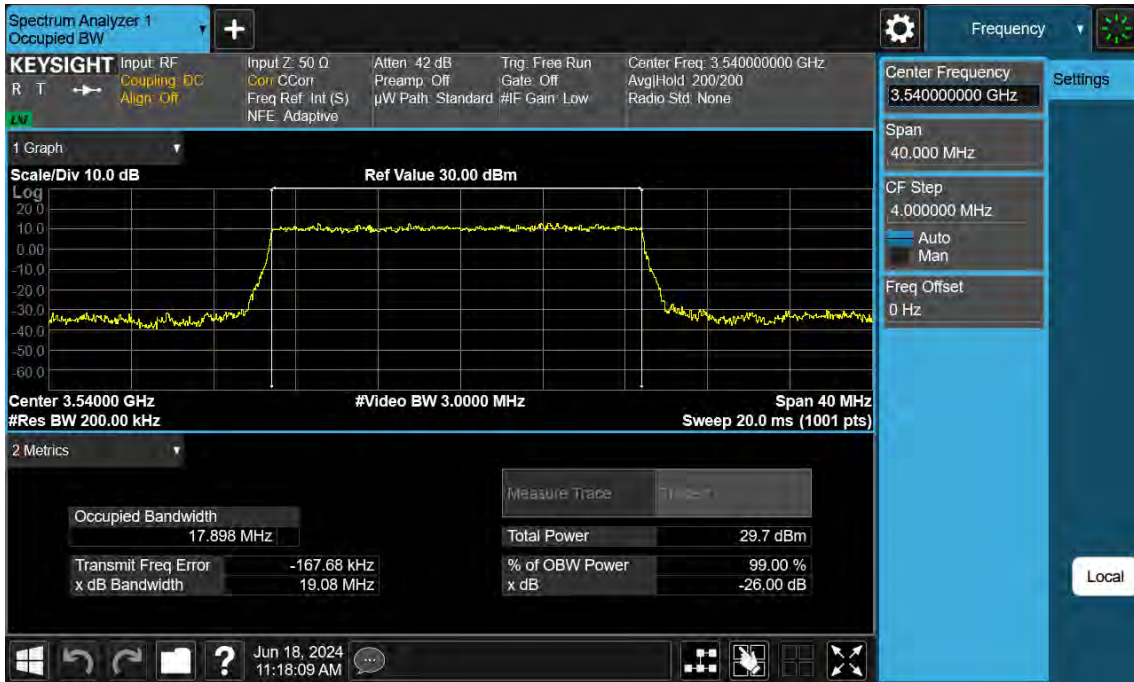 Spectrum Analyzer 1
Occupied BW
+
Frequency
KEYSIGHT Input: RF
R T Coupling: DC
Align: Off
LNI
Input Z: 50 Ω
Corr CCorr
Freq Ref: Int (S)
NFE: Adaptive
Atten: 42 dB
Preamp: Off
µW Path: Standard
Trig: Free Run
Gate: Off
#IF Gain: Low
Center Freq: 3.540000000 GHz
Avg|Hold: 200/200
Radio Std: None
Center Frequency
3.540000000 GHz
Settings
Span
40.000 MHz
CF Step
4.000000 MHz
Auto
Man
Freq Offset
0 Hz
1 Graph
Scale/Div 10.0 dB Ref Value 30.00 dBm
Log
20.0
10.0
0.00
-10.0
-20.0
-30.0
-40.0
-50.0
-60.0
Center 3.54000 GHz #Video BW 3.0000 MHz Span 40 MHz
#Res BW 200.00 kHz Sweep 20.0 ms (1001 pts)
2 Metrics
Measure Trace
Occupied Bandwidth
17.898 MHz
Total Power 29.7 dBm
Transmit Freq Error -167.68 kHz % of OBW Power 99.00 %
x dB Bandwidth 19.08 MHz x dB -26.00 dB
Local
? Jun 18, 2024
11:18:09 AM